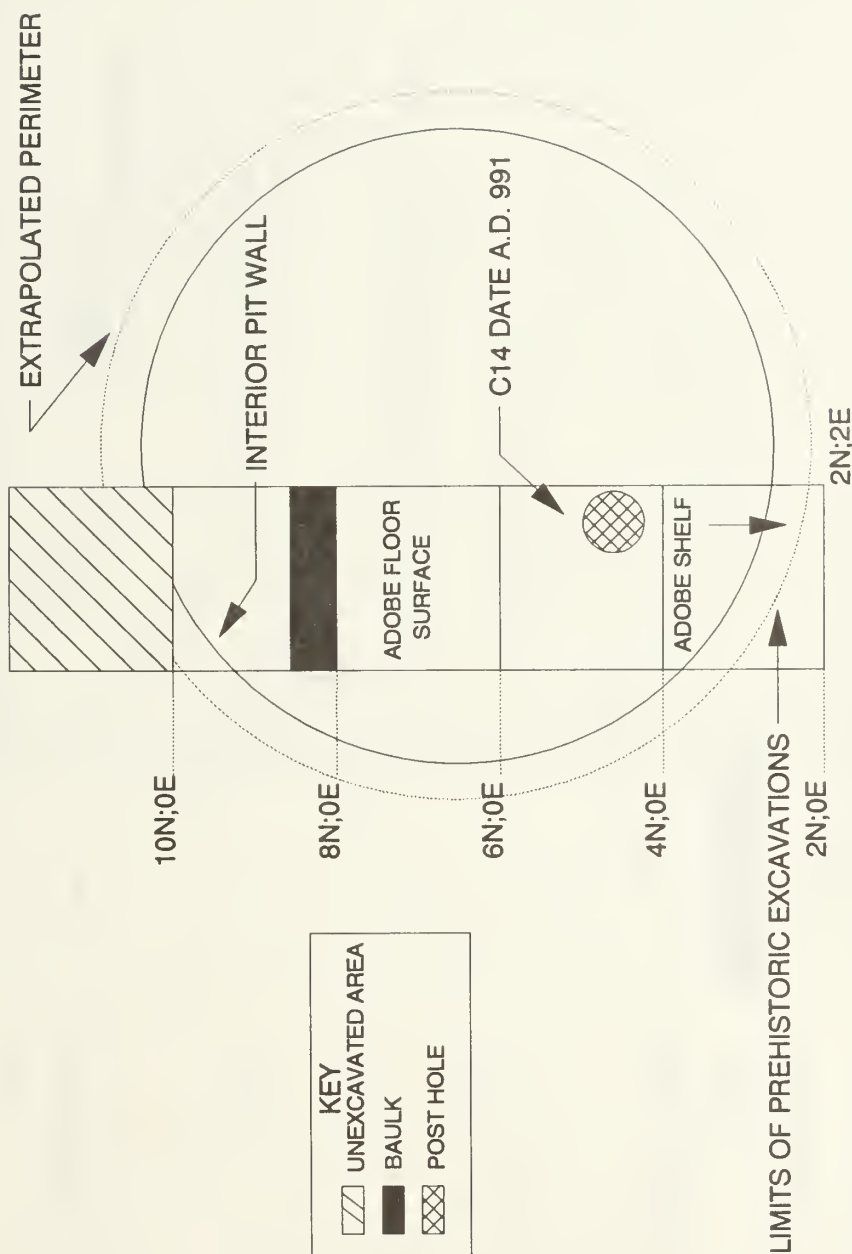 EXTRAPOLATED PERIMETER
INTERIOR PIT WALL
C14 DATE A.D. 991
ADOBE FLOOR
SURFACE
ADOBE SHELF
2N;2E
10N;0E
8N;0E
6N;0E
4N;0E
2N;0E
LIMITS OF PREHISTORIC EXCAVATIONS
KEY
UNEXCAVATED AREA
BAULK
POST HOLE